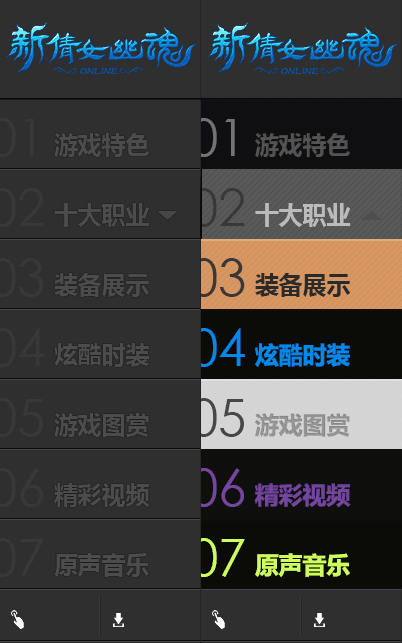 新倩女幽魂
ONLINE
01 游戏特色
02 十大职业
03 装备展示
04 炫酷时装
05 游戏图赏
06 精彩视频
07 原声音乐
新倩女幽魂
ONLINE
01 游戏特色
02 十大职业
03 装备展示
04 炫酷时装
05 游戏图赏
06 精彩视频
07 原声音乐